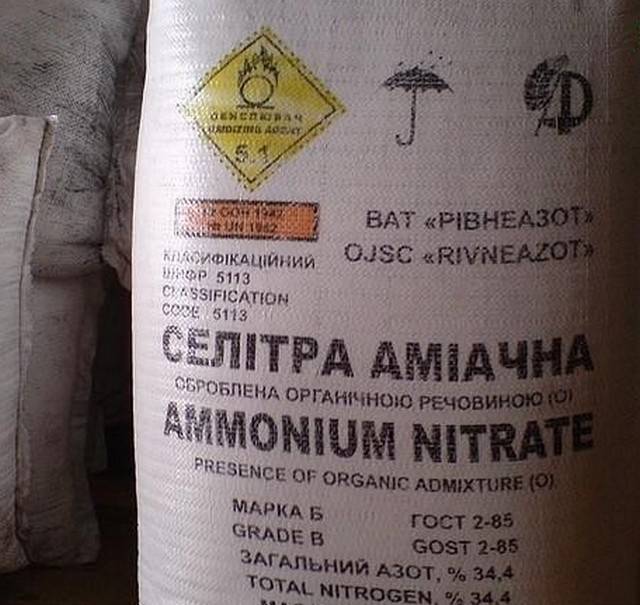 ОКИСЛЮВАЧ
OXIDIZING AGENT
5.1
№ ООН 1942
№ UN 1942
ВАТ «РІВНЕАЗОТ»
OJSC «RIVNEAZOT»
КЛАСИФІКАЦІЙНИЙ
ШИФР 5113
CLASSIFICATION
CODE 5113
СЕЛІТРА АМІАЧНА
ОБРОБЛЕНА ОРГАНІЧНОЮ РЕЧОВИНОЮ (О)
AMMONIUM NITRATE
PRESENCE OF ORGANIC ADMIXTURE (O)
МАРКА Б ГОСТ 2-85
GRADE B GOST 2-85
ЗАГАЛЬНИЙ АЗОТ, % 34,4
TOTAL NITROGEN, % 34,4